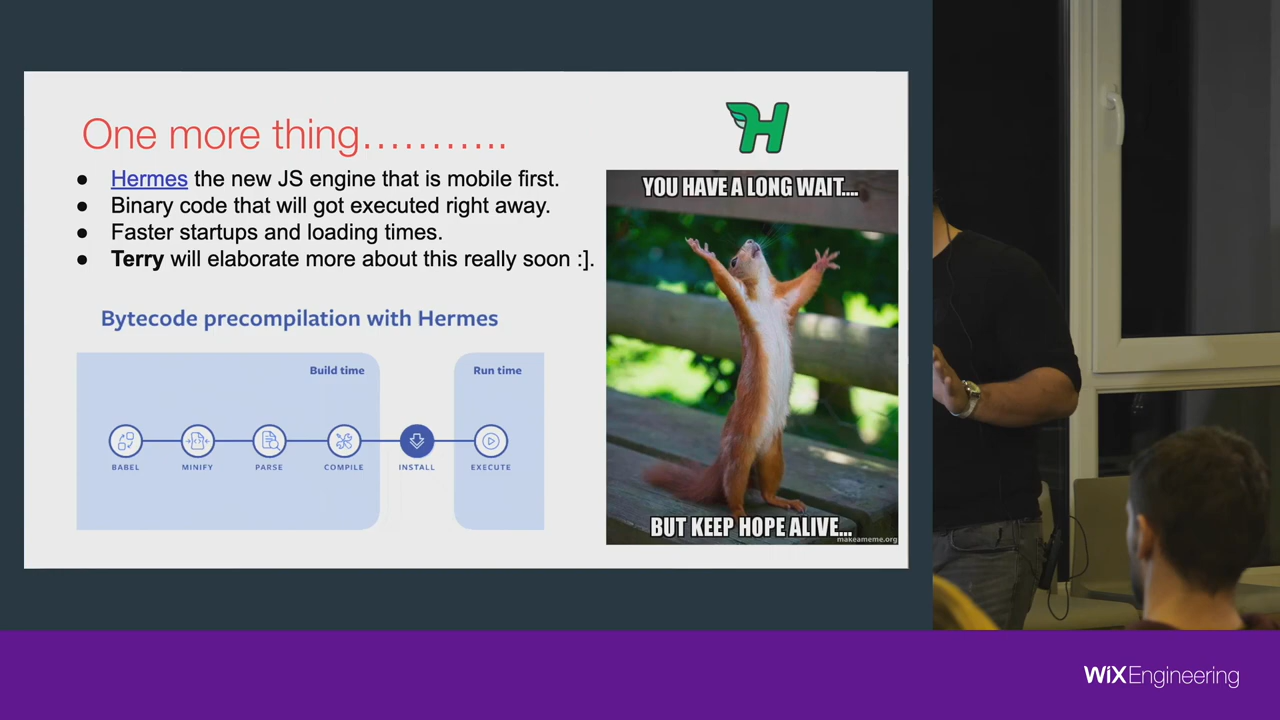 One more thing...........
Hermes the new JS engine that is mobile first.
Binary code that will got executed right away.
Faster startups and loading times.
Terry will elaborate more about this really soon :].
Bytecode precompilation with Hermes
Build time
Run time
BABEL
MINIFY
PARSE
COMPILE
INSTALL
EXECUTE
H
YOU HAVE A LONG WAIT....
BUT KEEP HOPE ALIVE...
makeameme.org
WiX Engineering